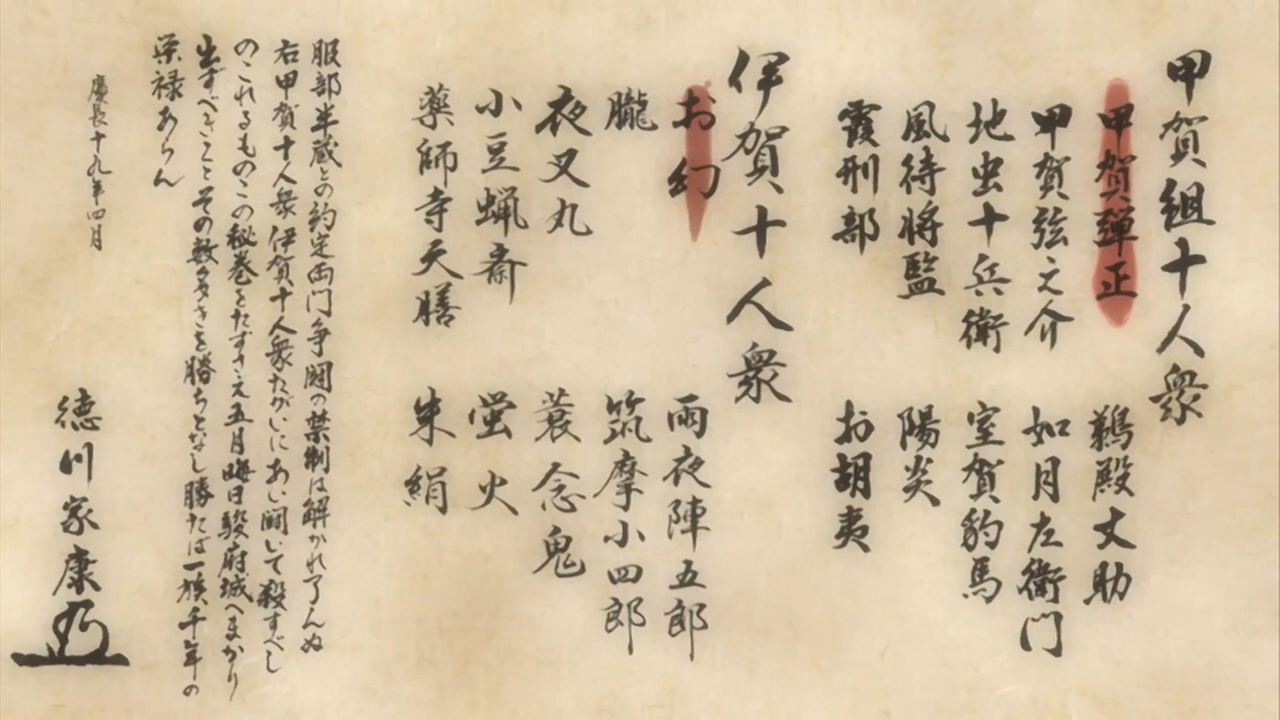 甲賀組十人衆
甲賀弾正
甲賀弦之介
地虫十兵衛
風待将監
霞刑部
鵜殿丈助
如月左衛門
室賀豹馬
陽炎
お胡夷
伊賀十人衆
お幻
朧
夜叉丸
小豆蝋斎
薬師寺天膳
雨夜陣五郎
筑摩小四郎
蓑念鬼
蛍火
朱絹
服部半蔵との約定両門争闘の禁制は解かれ了んぬ
右甲賀十人衆伊賀十人衆たがいにあい闘いて殺すべし
のこれるものこの秘巻をたずさえ五月晦日駿府城へまかり
出ずべきことその数多きを勝ちとなし勝たば一族千年の
栄禄あらん
慶長十九年四月
徳川家康